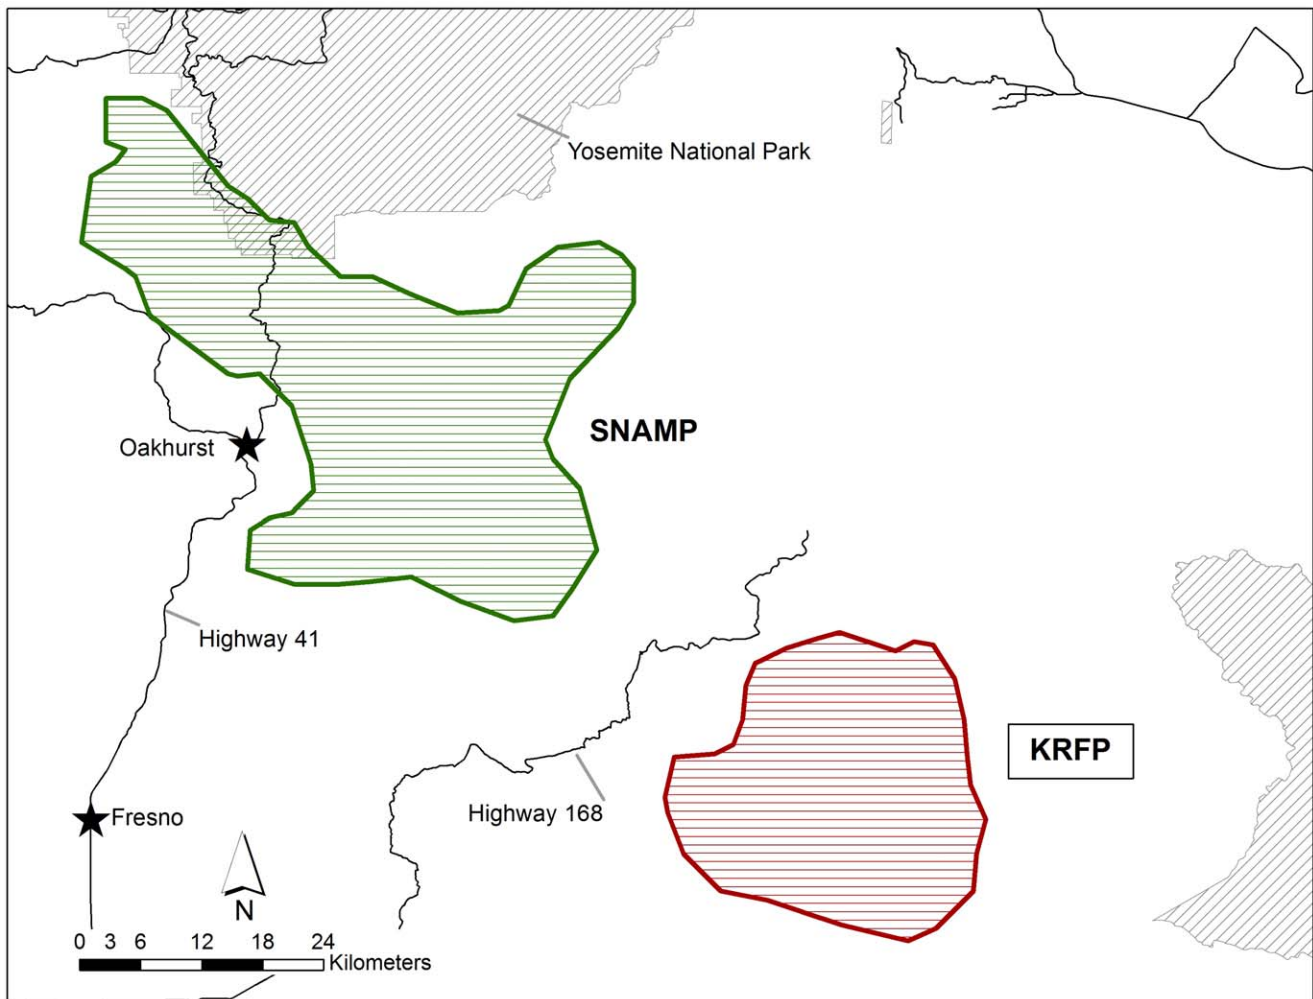 Yosemite National Park
SNAMP
Oakhurst
Highway 41
KRFP
Highway 168
Fresno
N
0 3 6 12 18 24
Kilometers